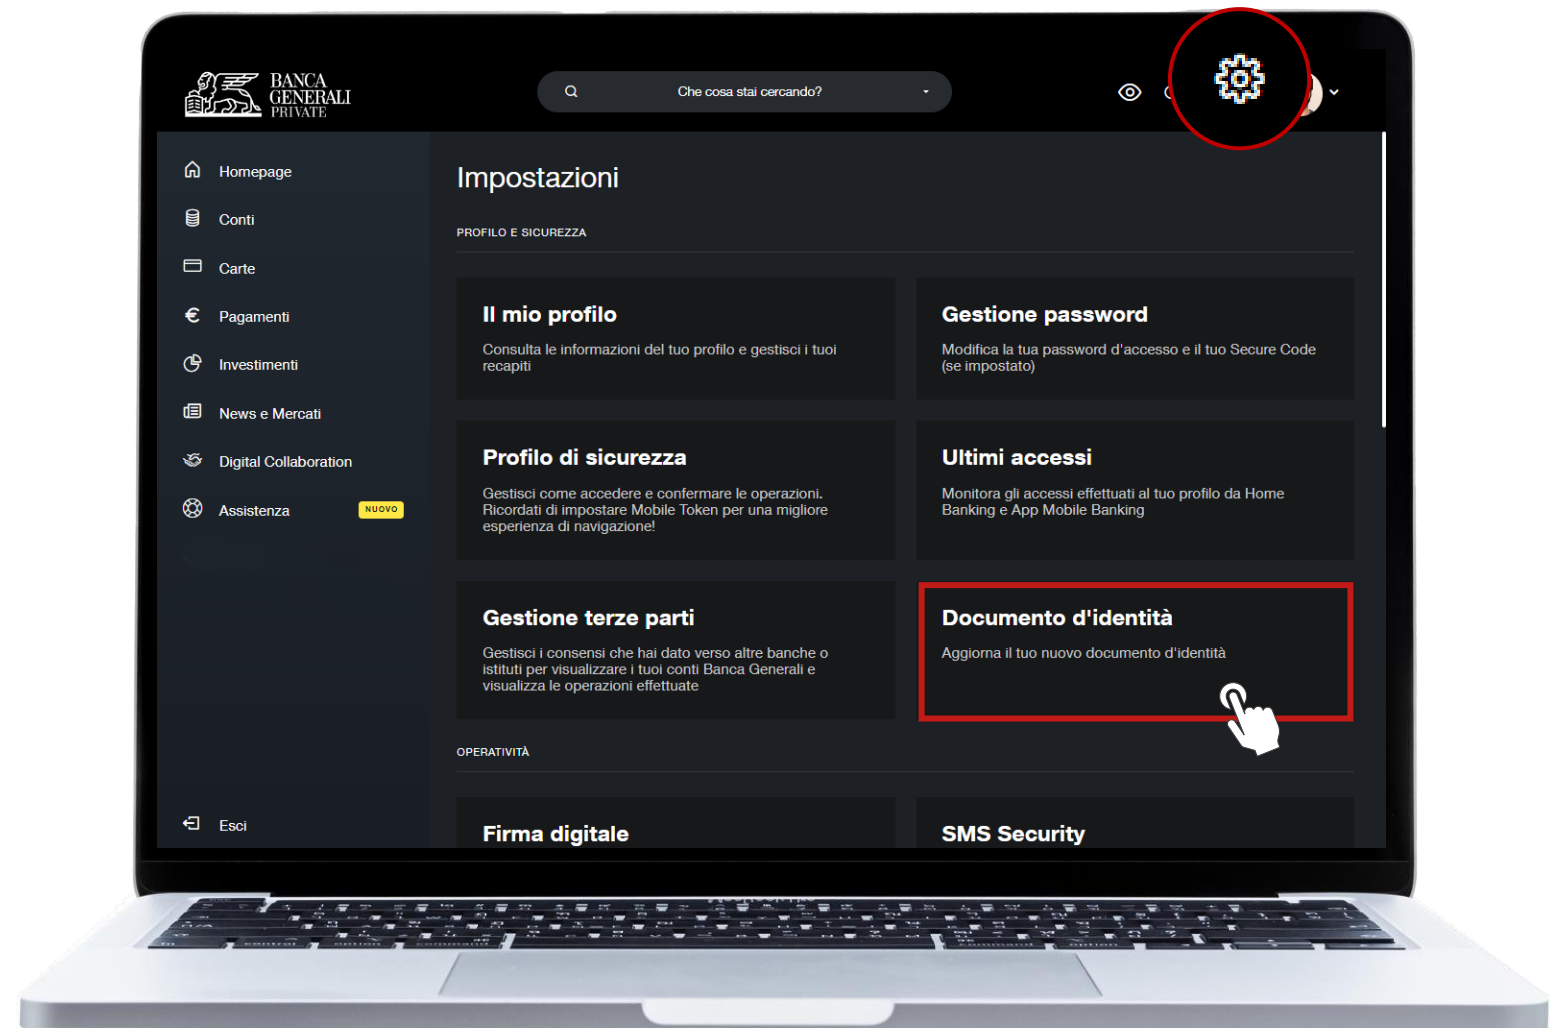 BANCA
GENERALI
PRIVATE
Che cosa stai cercando?
Homepage
Conti
Carte
Pagamenti
Investimenti
News e Mercati
Digital Collaboration
Assistenza
NUOVO
Esci
Impostazioni
PROFILO E SICUREZZA
Il mio profilo
Consulta le informazioni del tuo profilo e gestisci i tuoi
recapiti
Gestione password
Modifica la tua password d'accesso e il tuo Secure Code
(se impostato)
Profilo di sicurezza
Gestisci come accedere e confermare le operazioni.
Ricordati di impostare Mobile Token per una migliore
esperienza di navigazione!
Ultimi accessi
Monitora gli accessi effettuati al tuo profilo da Home
Banking e App Mobile Banking
Gestione terze parti
Gestisci i consensi che hai dato verso altre banche o
istituti per visualizzare i tuoi conti Banca Generali e
visualizza le operazioni effettuate
Documento d'identità
Aggiorna il tuo nuovo documento d'identità
OPERATIVITÀ
Firma digitale
SMS Security
control
option
command
command
option